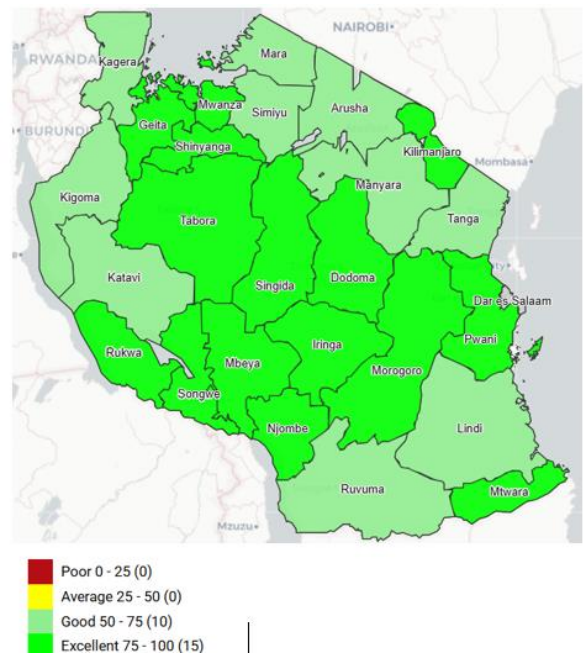 NAIROBI
Mara
RWANDA
Kagera
Mwanza
Simiyu
Arusha
Geita
BURUNDI
Shinyanga
Kilimanjaro
Mombasa
Manyara
Kigoma
Tabora
Tanga
Katavi
Singida
Dodoma
Dar es Salaam
Rukwa
Mbeya
Iringa
Pwani
Songwe
Morogoro
Njombe
Lindi
Ruvuma
Mtwara
Mzuzu
Poor 0 - 25 (0)
Average 25 - 50 (0)
Good 50 - 75 (10)
Excellent 75 - 100 (15)